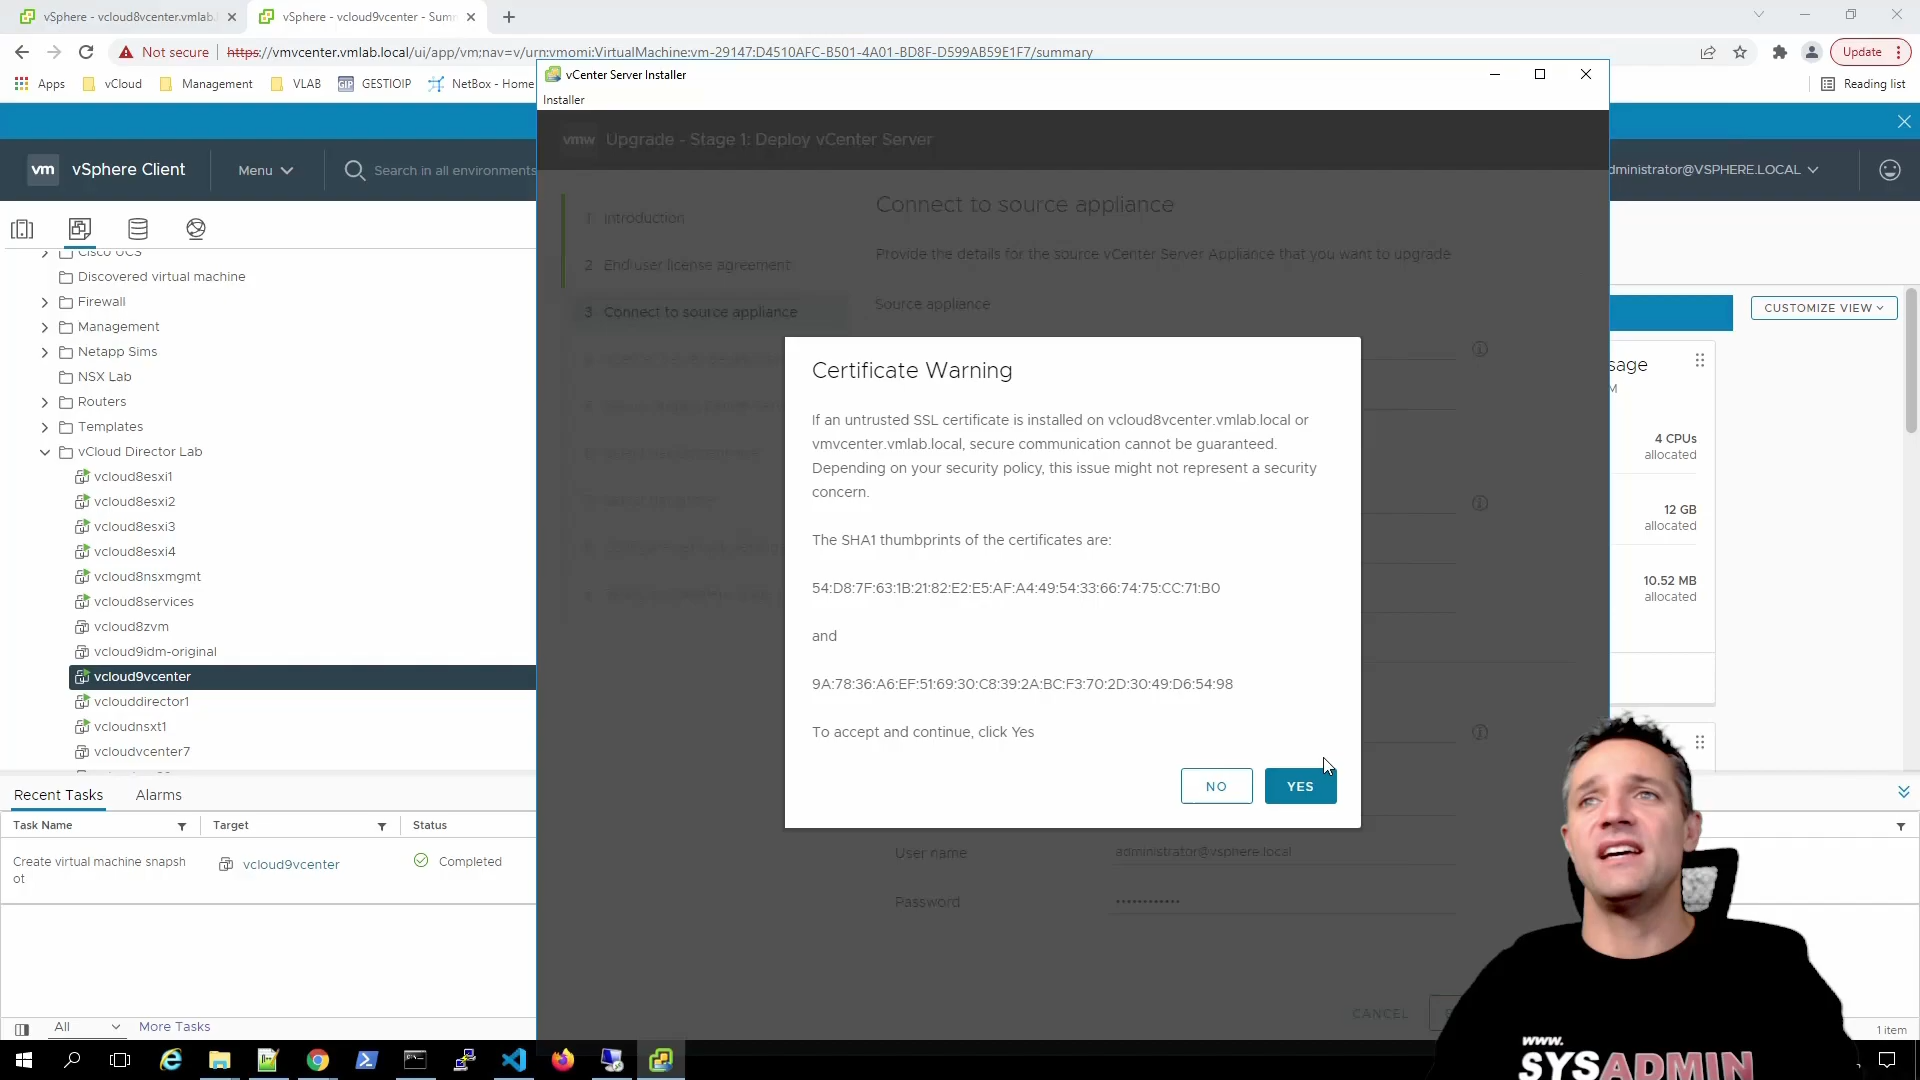 vSphere - vcloud8vcenter.vmlab.
vSphere - vcloud9vcenter - Summ
Not secure
https://vmvcenter.vmlab.local/ui/app/vm;nav=v/urn:vmomi:VirtualMachine:vm-29147:D4510AFC-B501-4A01-BD8F-D599AB59E1F7/summary
Update
Apps
vCloud
Management
VLAB
GIP
GESTIOIP
NetBox - Home
Reading list
vCenter Server Installer
Installer
vmw
Upgrade - Stage 1: Deploy vCenter Server
vm
vSphere Client
Menu
Search in all environments
dministrator@VSPHERE.LOCAL
Cisco UCS
Discovered virtual machine
Firewall
Management
Netapp Sims
NSX Lab
Routers
Templates
vCloud Director Lab
vcloud8esxi1
vcloud8esxi2
vcloud8esxi3
vcloud8esxi4
vcloud8nsxmgmt
vcloud8services
vcloud8zvm
vcloud9idm-original
vcloud9vcenter
vclouddirector1
vcloudnsxt1
vcloudvcenter7
1 Introduction
2 End user license agreement
3 Connect to source appliance
Connect to source appliance
Provide the details for the source vCenter Server Appliance that you want to upgrade
Source appliance
Certificate Warning
If an untrusted SSL certificate is installed on vcloud8vcenter.vmlab.local or
vmvcenter.vmlab.local, secure communication cannot be guaranteed.
Depending on your security policy, this issue might not represent a security
concern.
The SHA1 thumbprints of the certificates are:
54:D8:7F:63:1B:21:82:E2:E5:AF:A4:49:54:33:66:74:75:CC:71:B0
and
9A:78:36:A6:EF:51:69:30:C8:39:2A:BC:F3:70:2D:30:49:D6:54:98
To accept and continue, click Yes
NO
YES
User name
administrator@vsphere.local
Password
CANCEL
CUSTOMIZE VIEW
sage
M
4 CPUs
allocated
12 GB
allocated
10.52 MB
allocated
Recent Tasks
Alarms
Task Name
Target
Status
Create virtual machine snapsh
ot
vcloud9vcenter
Completed
All
More Tasks
1 item
www.
SYSADMIN